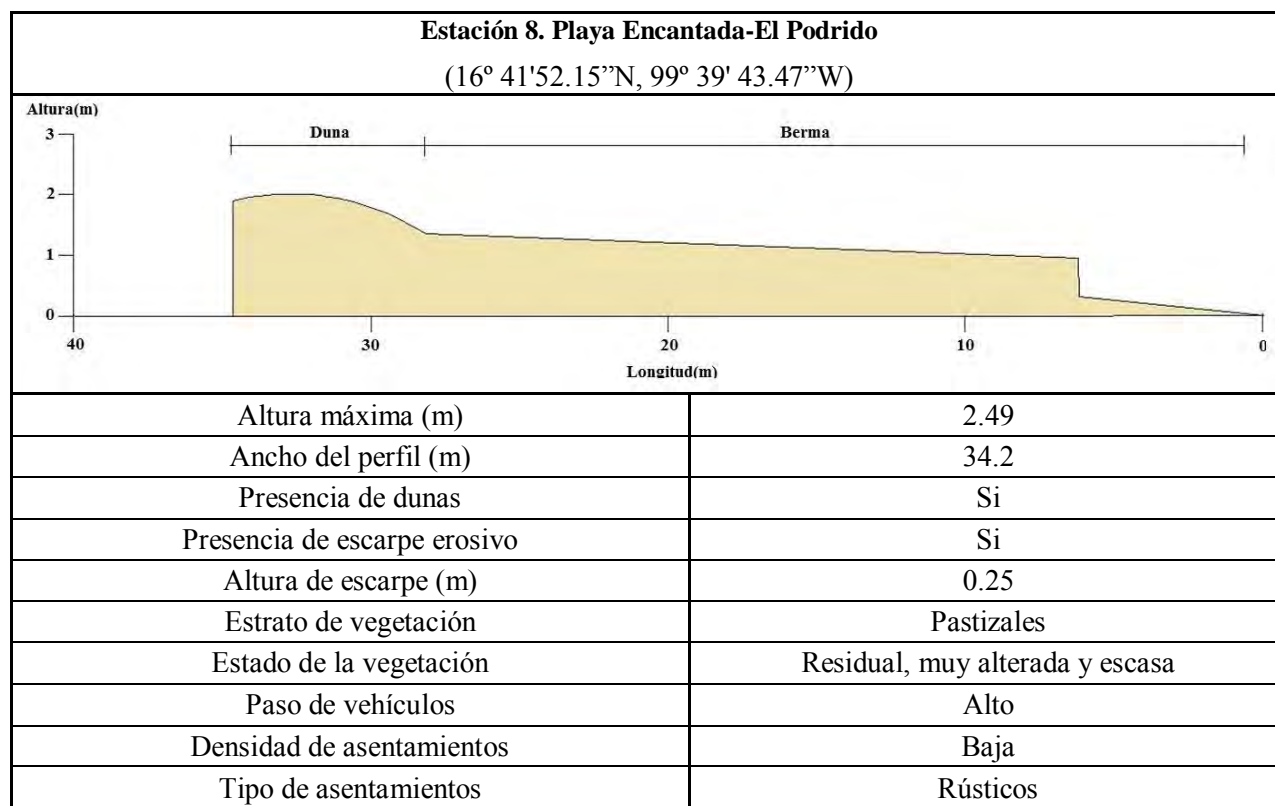 Estación 8. Playa Encantada-El Podrido
(16º 41'52.15”N, 99º 39' 43.47”W)
Altura(m)
3
Duna
Berma
2
1
0
40
30
20
10
0
Longitud(m)
Altura máxima (m) 2.49
Ancho del perfil (m) 34.2
Presencia de dunas Si
Presencia de escarpe erosivo Si
Altura de escarpe (m) 0.25
Estrato de vegetación Pastizales
Estado de la vegetación Residual, muy alterada y escasa
Paso de vehículos Alto
Densidad de asentamientos Baja
Tipo de asentamientos Rústicos